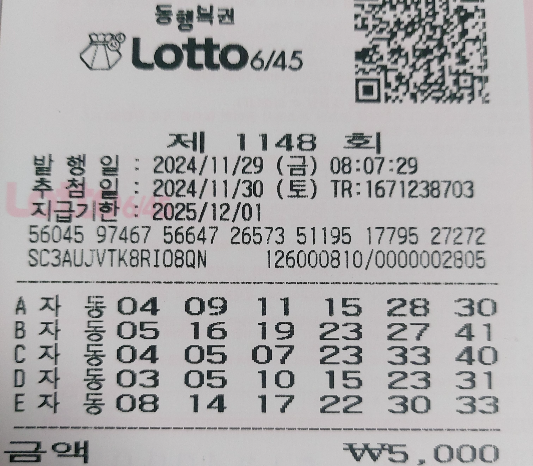 동행복권
Lotto 6/45
제 1148 회
발 행 일 : 2024/11/29 (금) 08:07:29
추 첨 일 : 2024/11/30 (토) TR:1671238703
지급기한 : 2025/12/01
56045 97467 56647 26573 51195 17795 27272
SC3AUJVTK8RIO8QN 126000810/0000002805
A 자 동 04 09 11 15 28 30
B 자 동 05 16 19 23 27 41
C 자 동 04 05 07 23 33 40
D 자 동 03 05 10 15 23 31
E 자 동 08 14 17 22 30 33
금액 ₩5,000